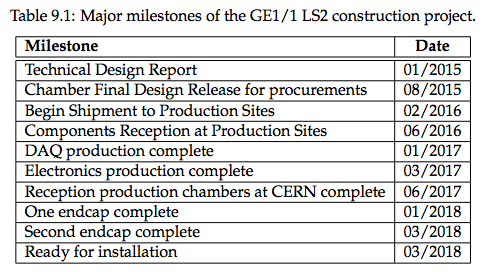 Table 9.1: Major milestones of the GE1/1 LS2 construction project.
Milestone Date
Technical Design Report 01/2015
Chamber Final Design Release for procurements 08/2015
Begin Shipment to Production Sites 02/2016
Components Reception at Production Sites 06/2016
DAQ production complete 01/2017
Electronics production complete 03/2017
Reception production chambers at CERN complete 06/2017
One endcap complete 01/2018
Second endcap complete 03/2018
Ready for installation 03/2018